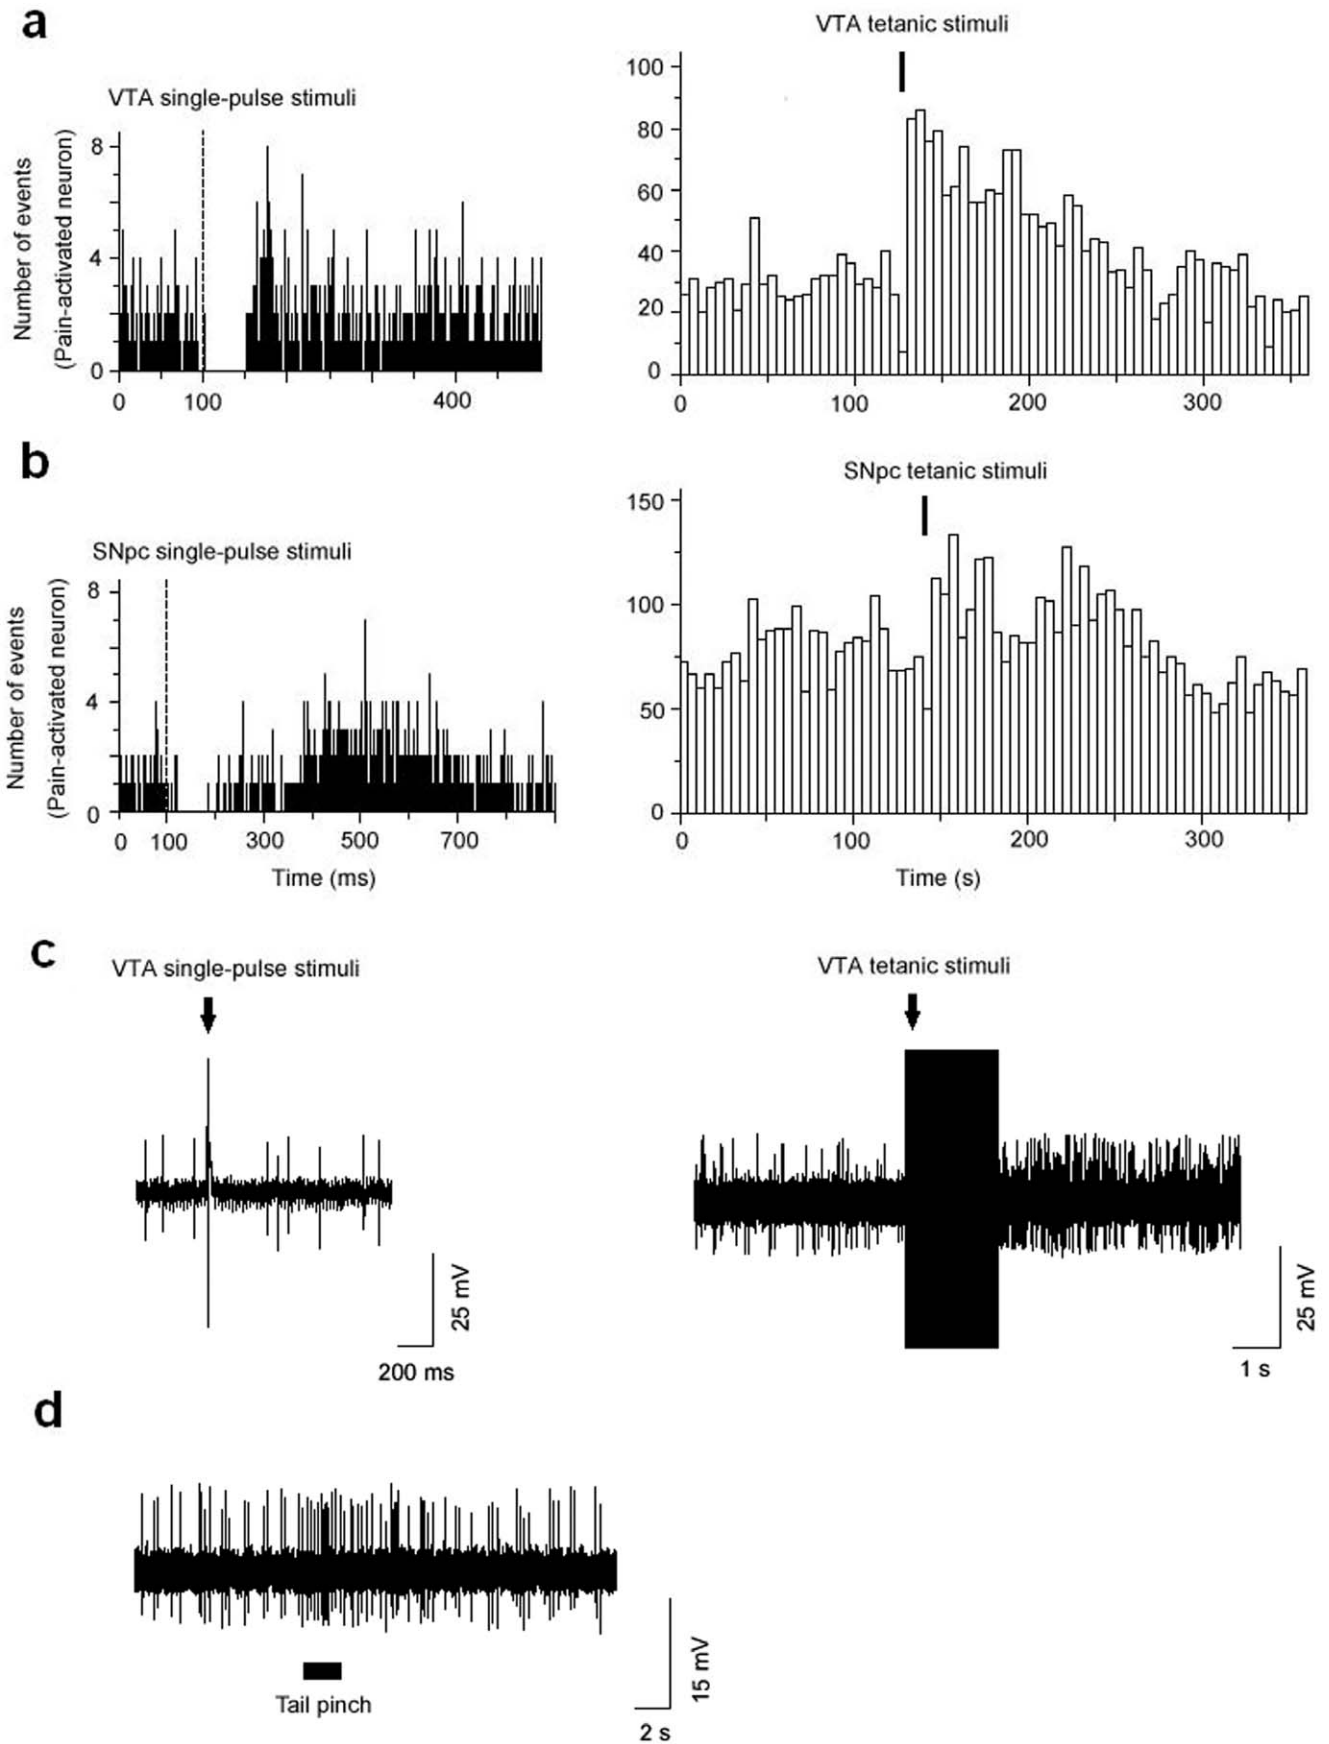 a
VTA single-pulse stimuli
Number of events
(Pain-activated neuron)
8
4
0
0 100 400
VTA tetanic stimuli
100
80
60
40
20
0
0 100 200 300
b
SNpc single-pulse stimuli
Number of events
(Pain-activated neuron)
8
4
0
0 100 300 500 700
Time (ms)
SNpc tetanic stimuli
150
100
50
0
0 100 200 300
Time (s)
c
VTA single-pulse stimuli
25 mV
200 ms
VTA tetanic stimuli
25 mV
1 s
d
Tail pinch
15 mV
2 s